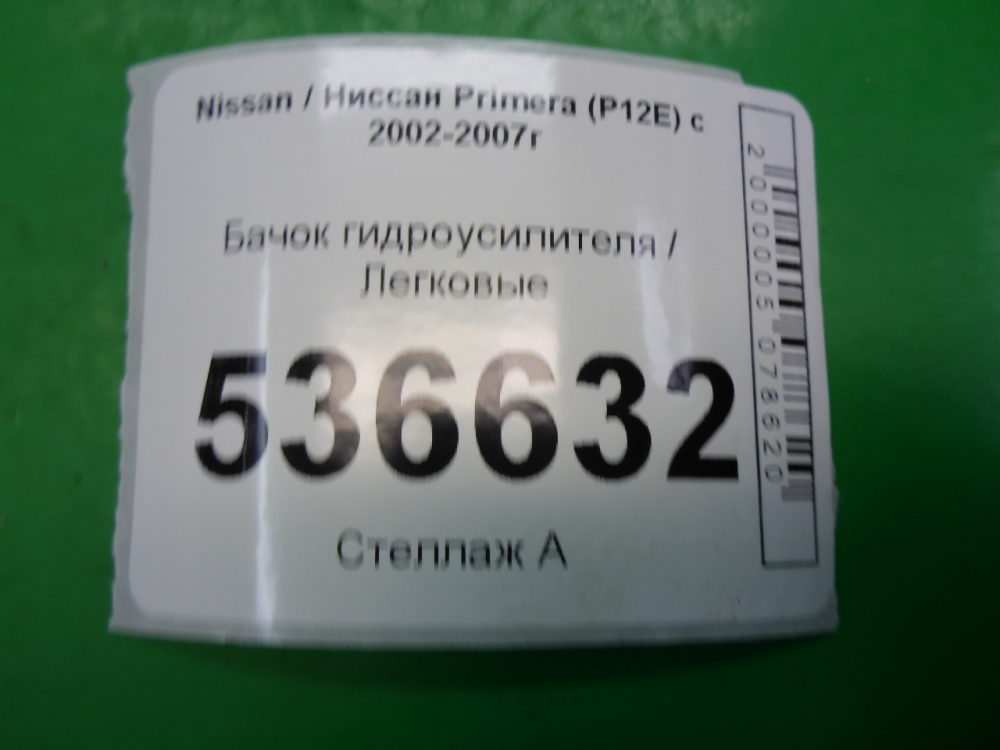 Nissan / Ниссан Primera (P12E) с
2002-2007г
Бачок гидроусилителя /
Легковые
536632
Стеллаж А
2000005078620